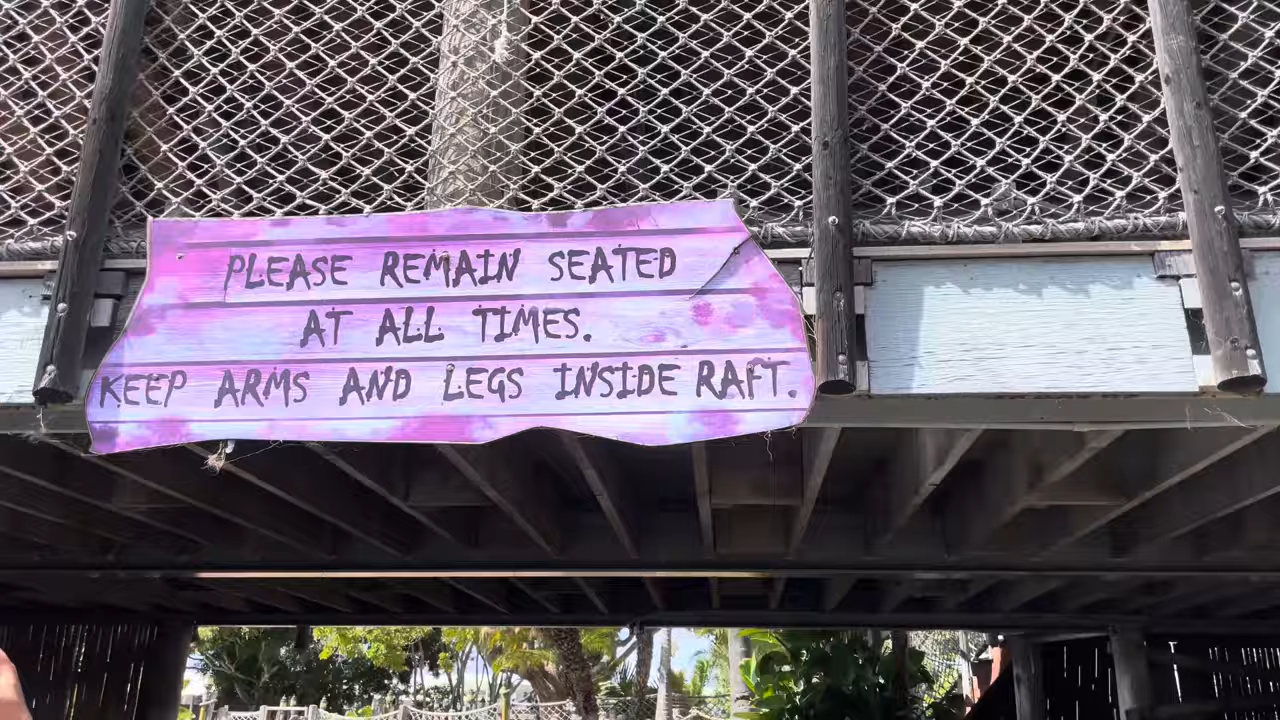 PLEASE REMAIN SEATED
AT ALL TIMES.
KEEP ARMS AND LEGS INSIDE RAFT.